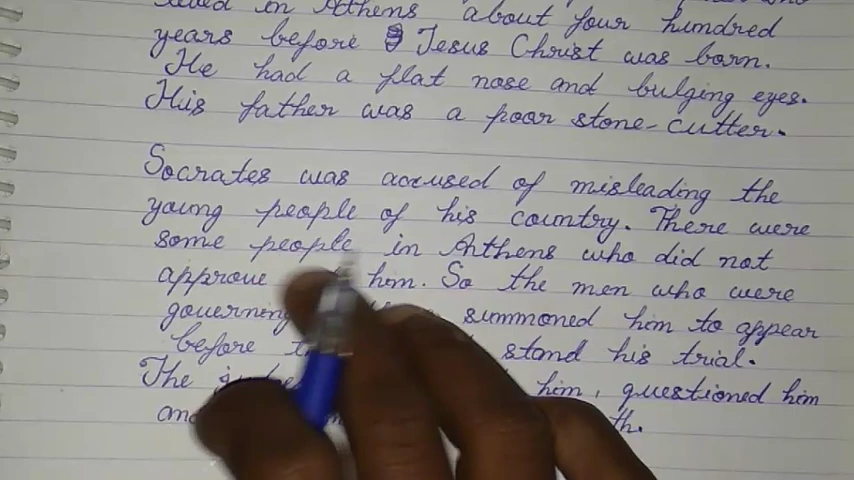 in Athens about four hundred
years before Jesus Christ was born.
He had a flat nose and bulging eyes.
His father was a poor stone-cutter.
Socrates was accused of misleading the
young people of his country. There were
some people in Anthens who did not
approve him. So the men who were
governing summoned him to appear
before stand his trial.
The him, questioned him